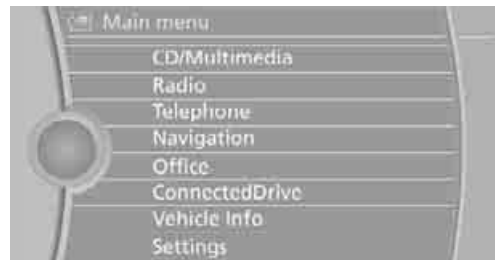 Main menu
CD/Multimedia
Radio
Telephone
Navigation
Office
ConnectedDrive
Vehicle Info
Settings